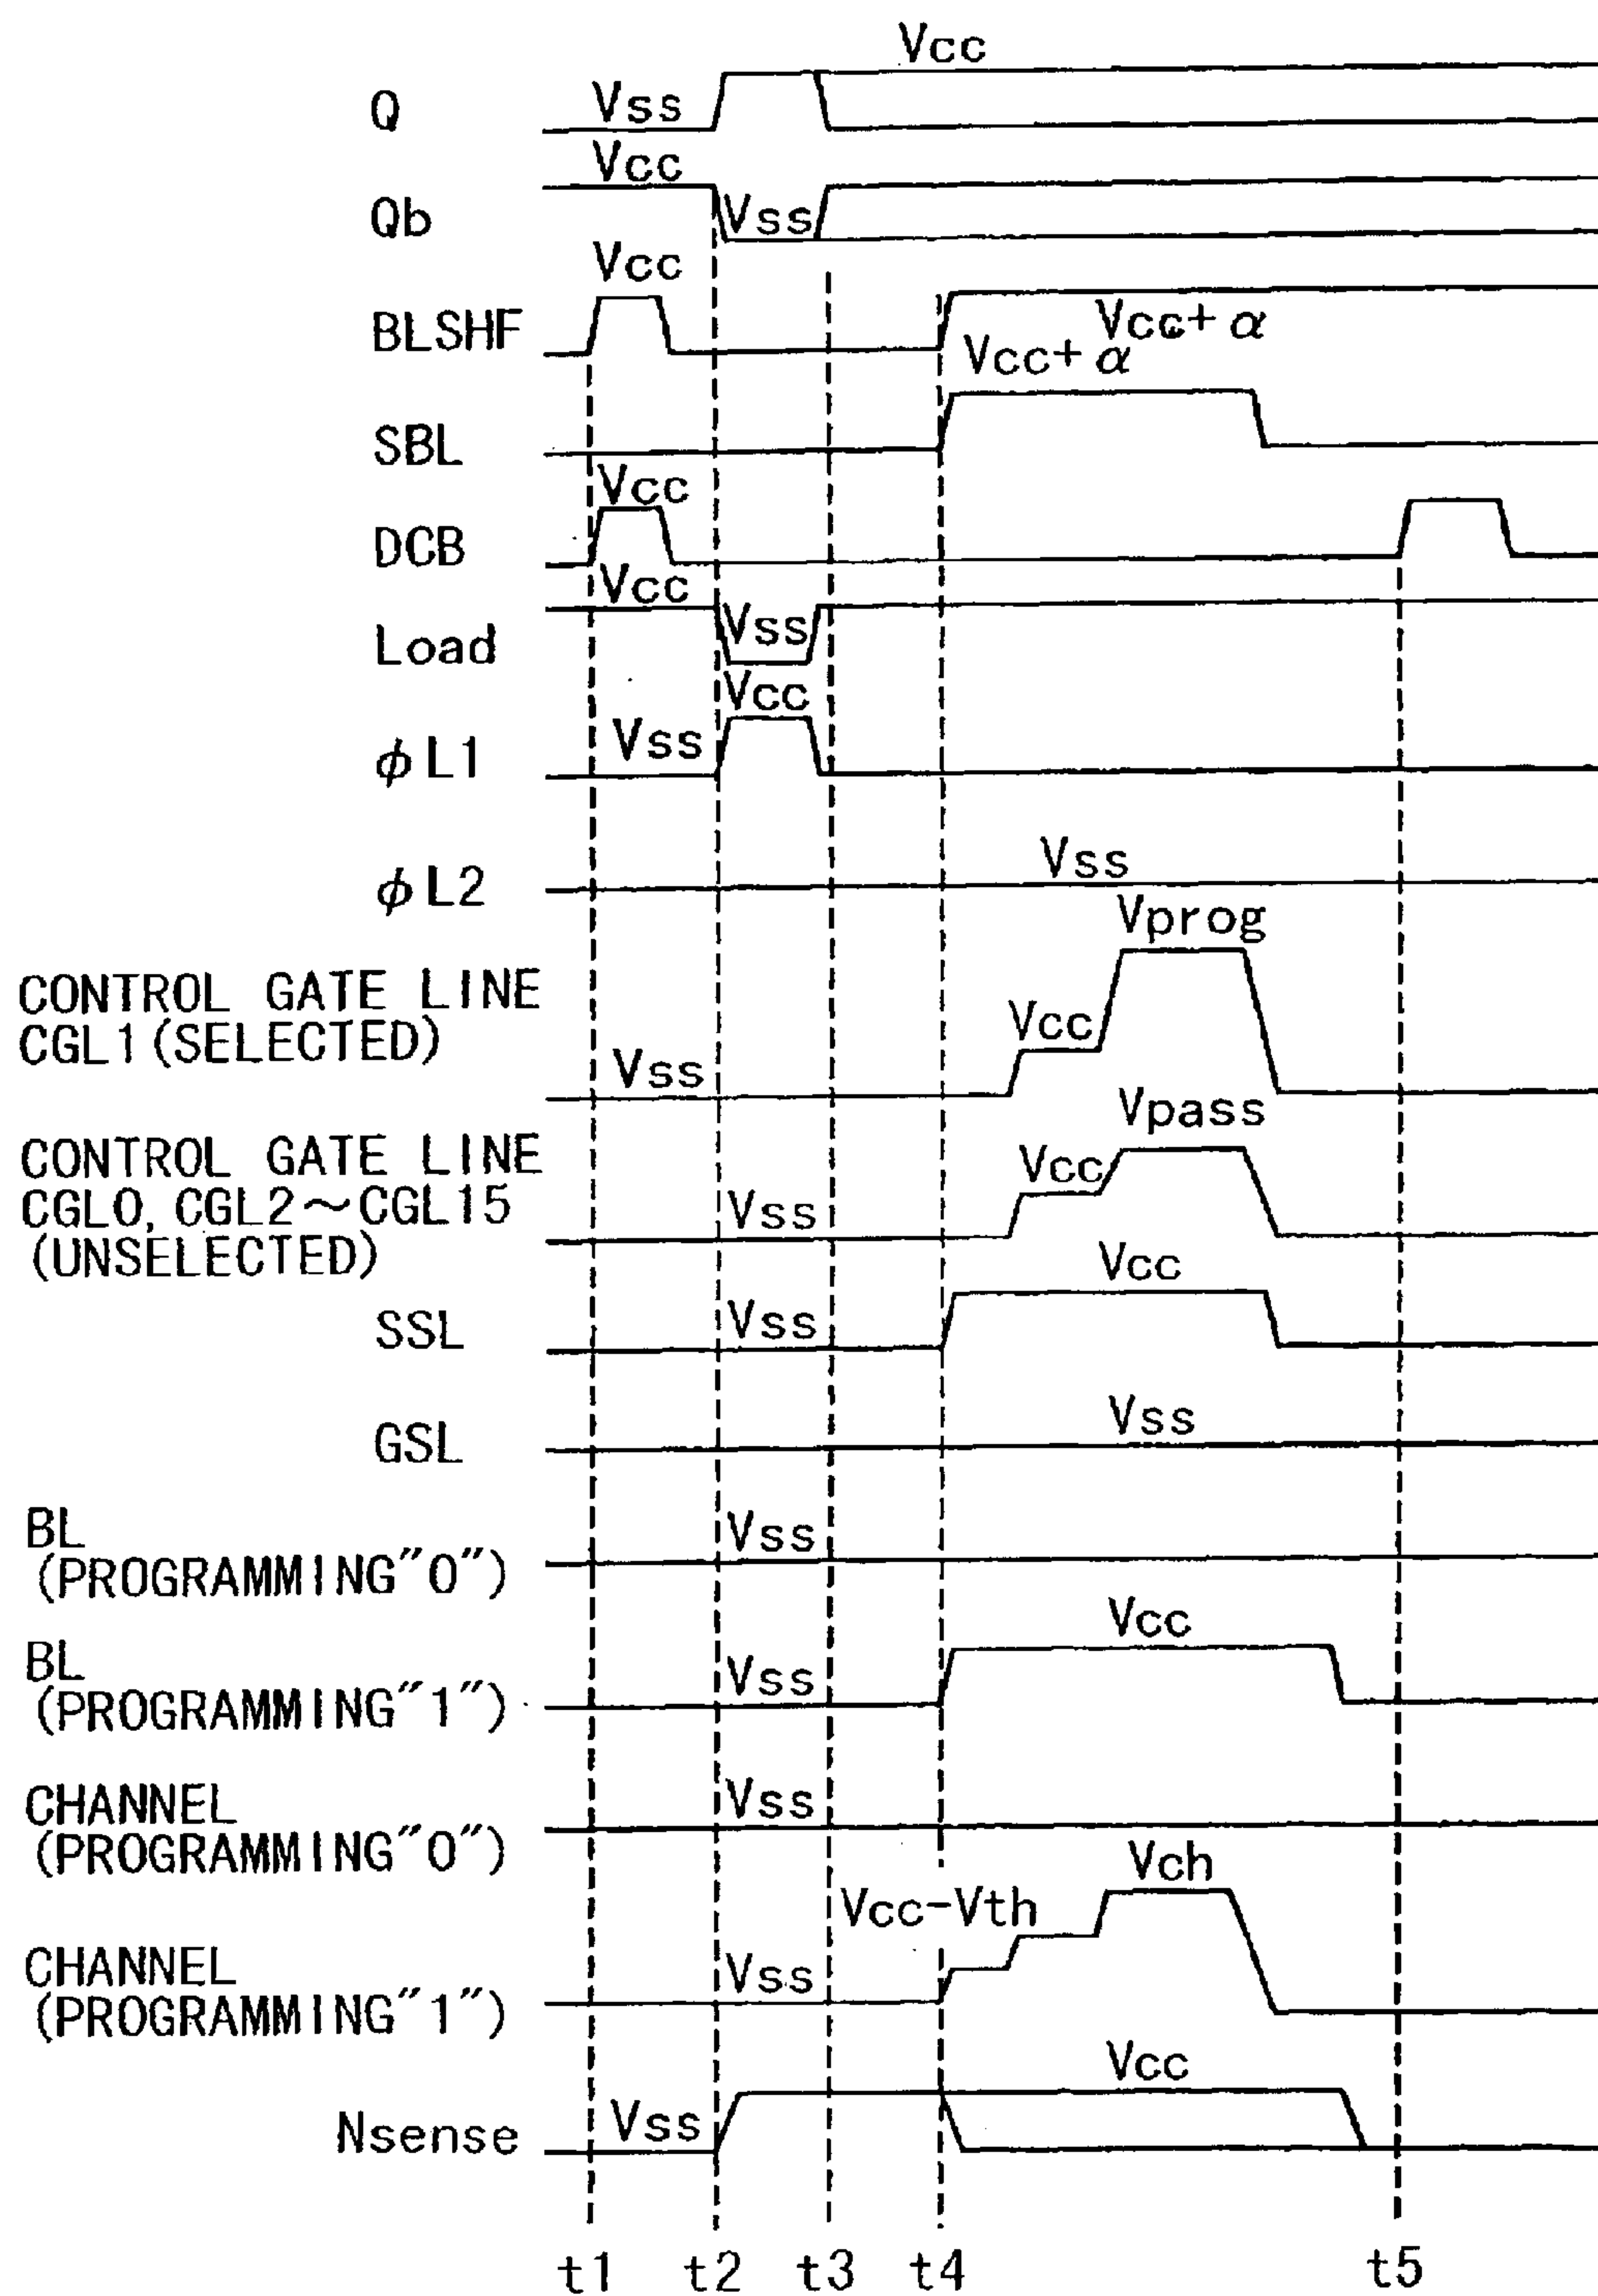 Vcc
Q Vss
Vcc
Qb Vss
Vcc
BLSHF Vcc+α
Vcc+α
SBL
Vcc
DCB
Vcc
Load Vss
Vcc
φL1 Vss
φL2 Vss
Vprog
CONTROL GATE LINE
CGL1(SELECTED) Vss Vcc
Vpass
CONTROL GATE LINE Vcc
CGL0, CGL2~CGL15 Vss
(UNSELECTED)
Vcc
SSL Vss
GSL Vss
BL Vss
(PROGRAMMING"0")
Vcc
BL Vss
(PROGRAMMING"1")
CHANNEL Vss
(PROGRAMMING"0")
Vch
Vcc-Vth
CHANNEL Vss
(PROGRAMMING"1")
Vcc
Nsense Vss
t1 t2 t3 t4 t5